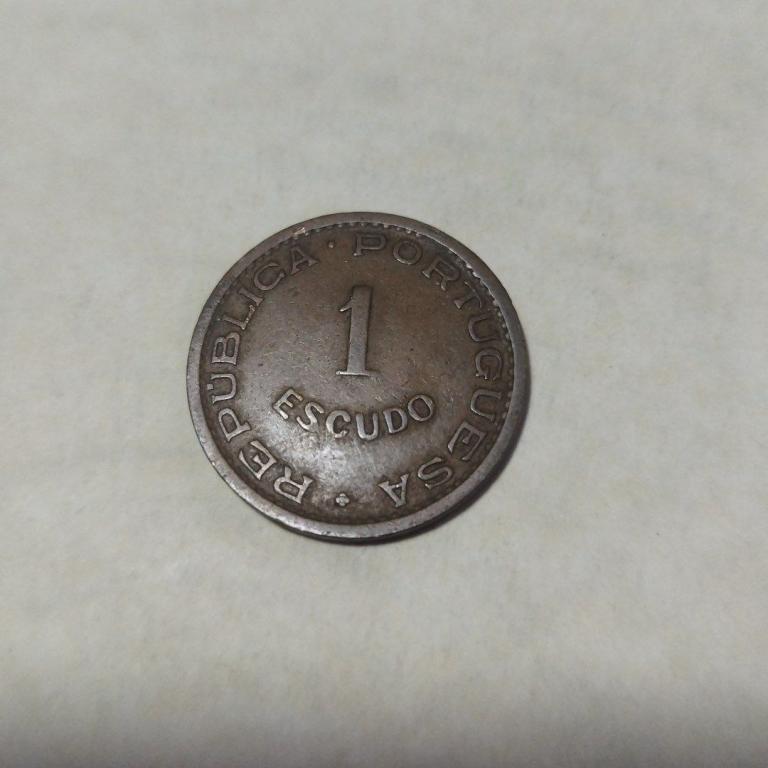 REPÚBLICA · PORTUGUESA
1
ESCUDO